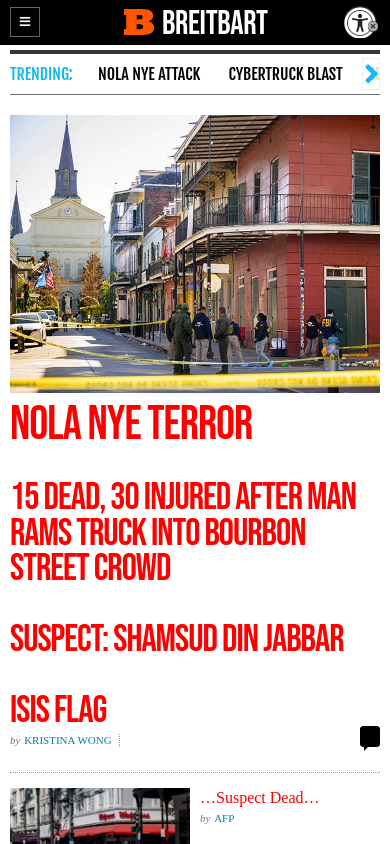 BREITBART
TRENDING:
NOLA NYE ATTACK
CYBERTRUCK BLAST
FBI
NOLA NYE TERROR
15 DEAD, 30 INJURED AFTER MAN
RAMS TRUCK INTO BOURBON
STREET CROWD
SUSPECT: SHAMSUD DIN JABBAR
ISIS FLAG
by KRISTINA WONG
…Suspect Dead…
by AFP